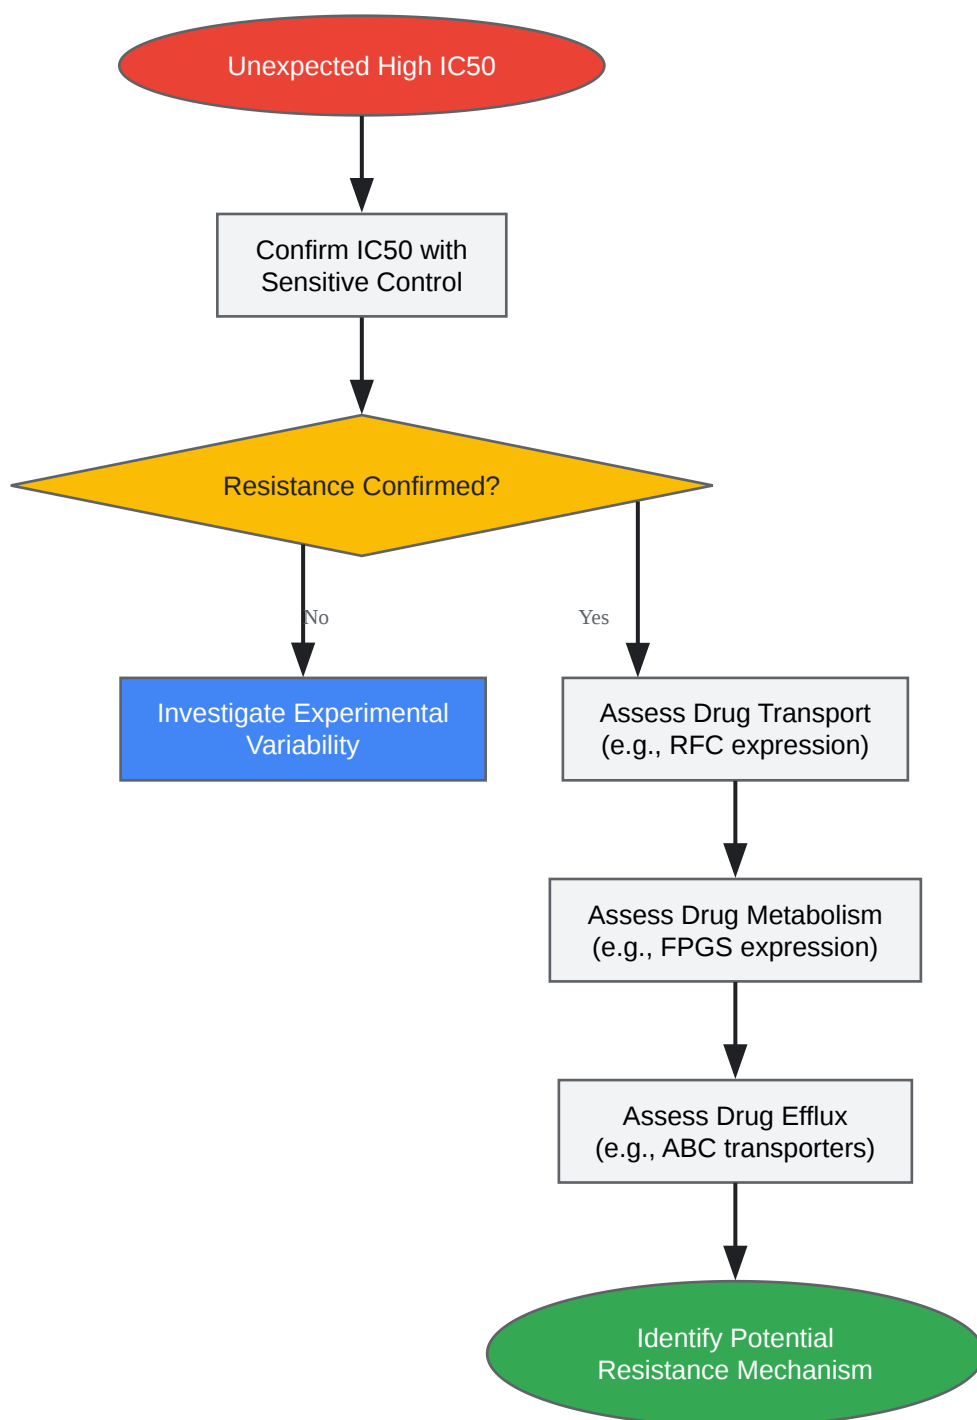 Unexpected High IC50
Confirm IC50 with
Sensitive Control
Resistance Confirmed?
No
Yes
Investigate Experimental
Variability
Assess Drug Transport
(e.g., RFC expression)
Assess Drug Metabolism
(e.g., FPGS expression)
Assess Drug Efflux
(e.g., ABC transporters)
Identify Potential
Resistance Mechanism